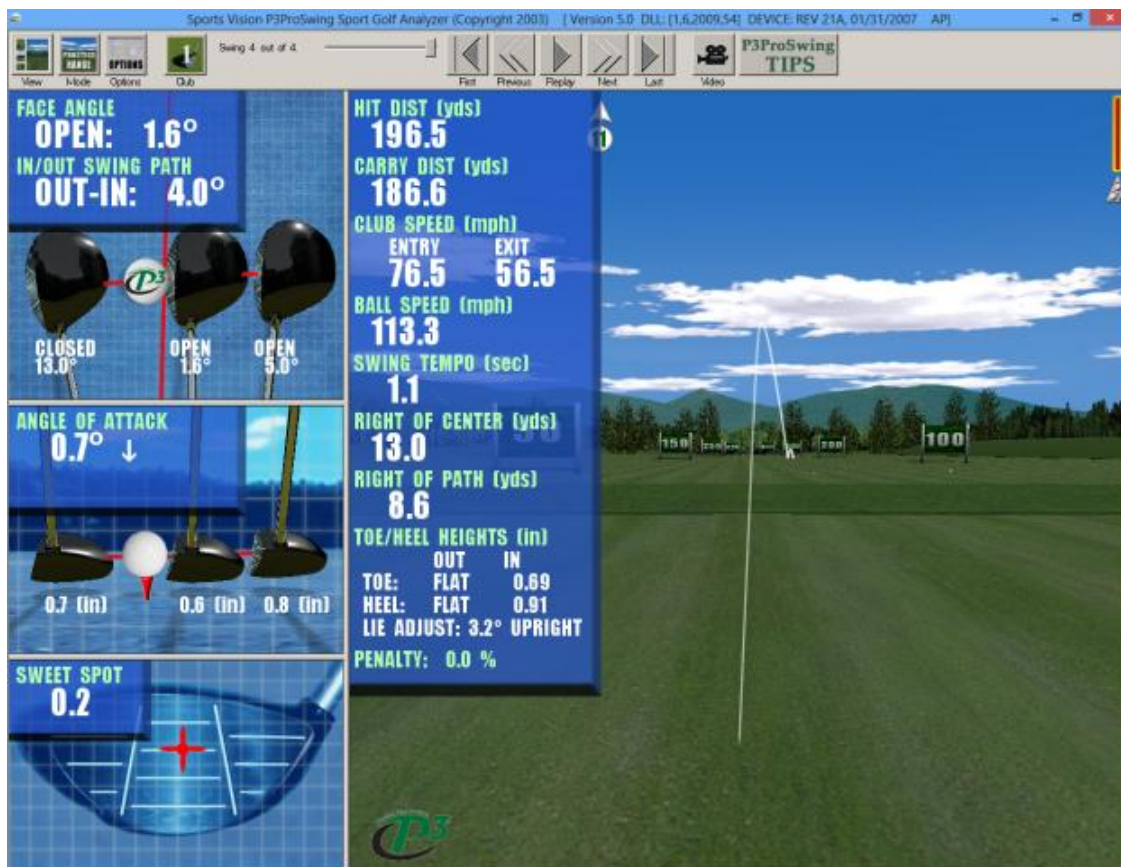 Sports Vision P3ProSwing Sport Golf Analyzer (Copyright 2003) [ Version 5.0 DLL: [1,6,2009,54] DEVICE: REV 21A, 01/31/2007 AP]
PRACTICE RANGE
OPTIONS
Swing 4 out of 4
P3ProSwing TIPS
View Mode Options Club First Previous Replay Next Last Video
FACE ANGLE
OPEN: 1.6°
IN/OUT SWING PATH
OUT-IN: 4.0°
P3
CLOSED 13.0°
OPEN 1.6°
OPEN 5.0°
ANGLE OF ATTACK
0.7° ↓
0.7 (in) 0.6 (in) 0.8 (in)
SWEET SPOT
0.2
HIT DIST (yds)
196.5
CARRY DIST (yds)
186.6
CLUB SPEED (mph)
ENTRY EXIT
76.5 56.5
BALL SPEED (mph)
113.3
SWING TEMPO (sec)
1.1
RIGHT OF CENTER (yds)
13.0
RIGHT OF PATH (yds)
8.6
TOE/HEEL HEIGHTS (in)
OUT IN
TOE: FLAT 0.69
HEEL: FLAT 0.91
LIE ADJUST: 3.2° UPRIGHT
PENALTY: 0.0 %
150
200
100
P3